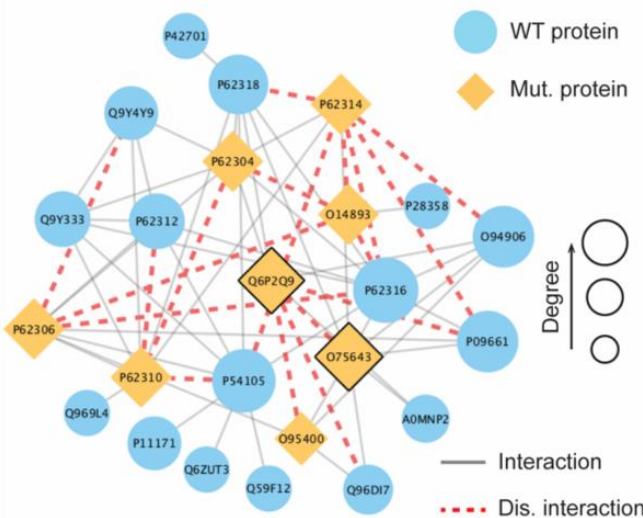 P42701
WT protein
P62318
Mut. protein
P62314
Q9Y4Y9
P62304
P28358
O14893
Q9Y333
P62312
O94906
Q6P2Q9
P62316
Degree
P62306
P09661
O75643
P62310
P54105
Q969L4
A0MNP2
P11171
O95400
Q6ZUT3
Interaction
Q59F12
Q96DI7
Dis. interaction